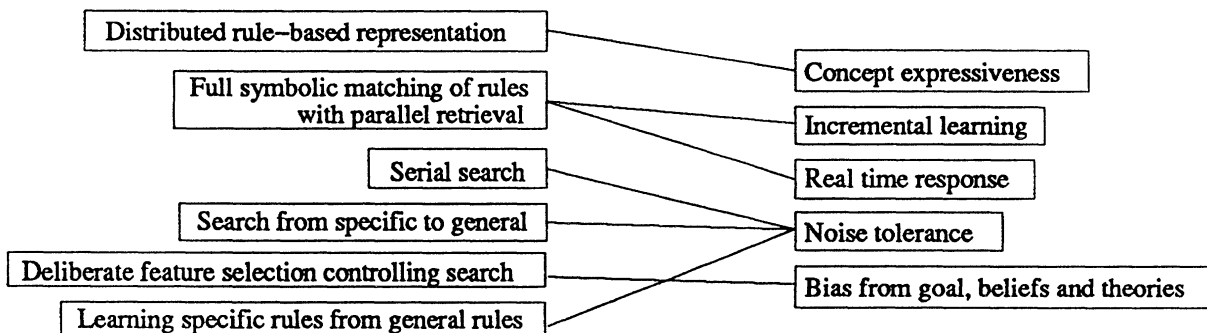 Distributed rule-based representation
Full symbolic matching of rules
with parallel retrieval
Serial search
Search from specific to general
Deliberate feature selection controlling search
Learning specific rules from general rules
Concept expressiveness
Incremental learning
Real time response
Noise tolerance
Bias from goal, beliefs and theories